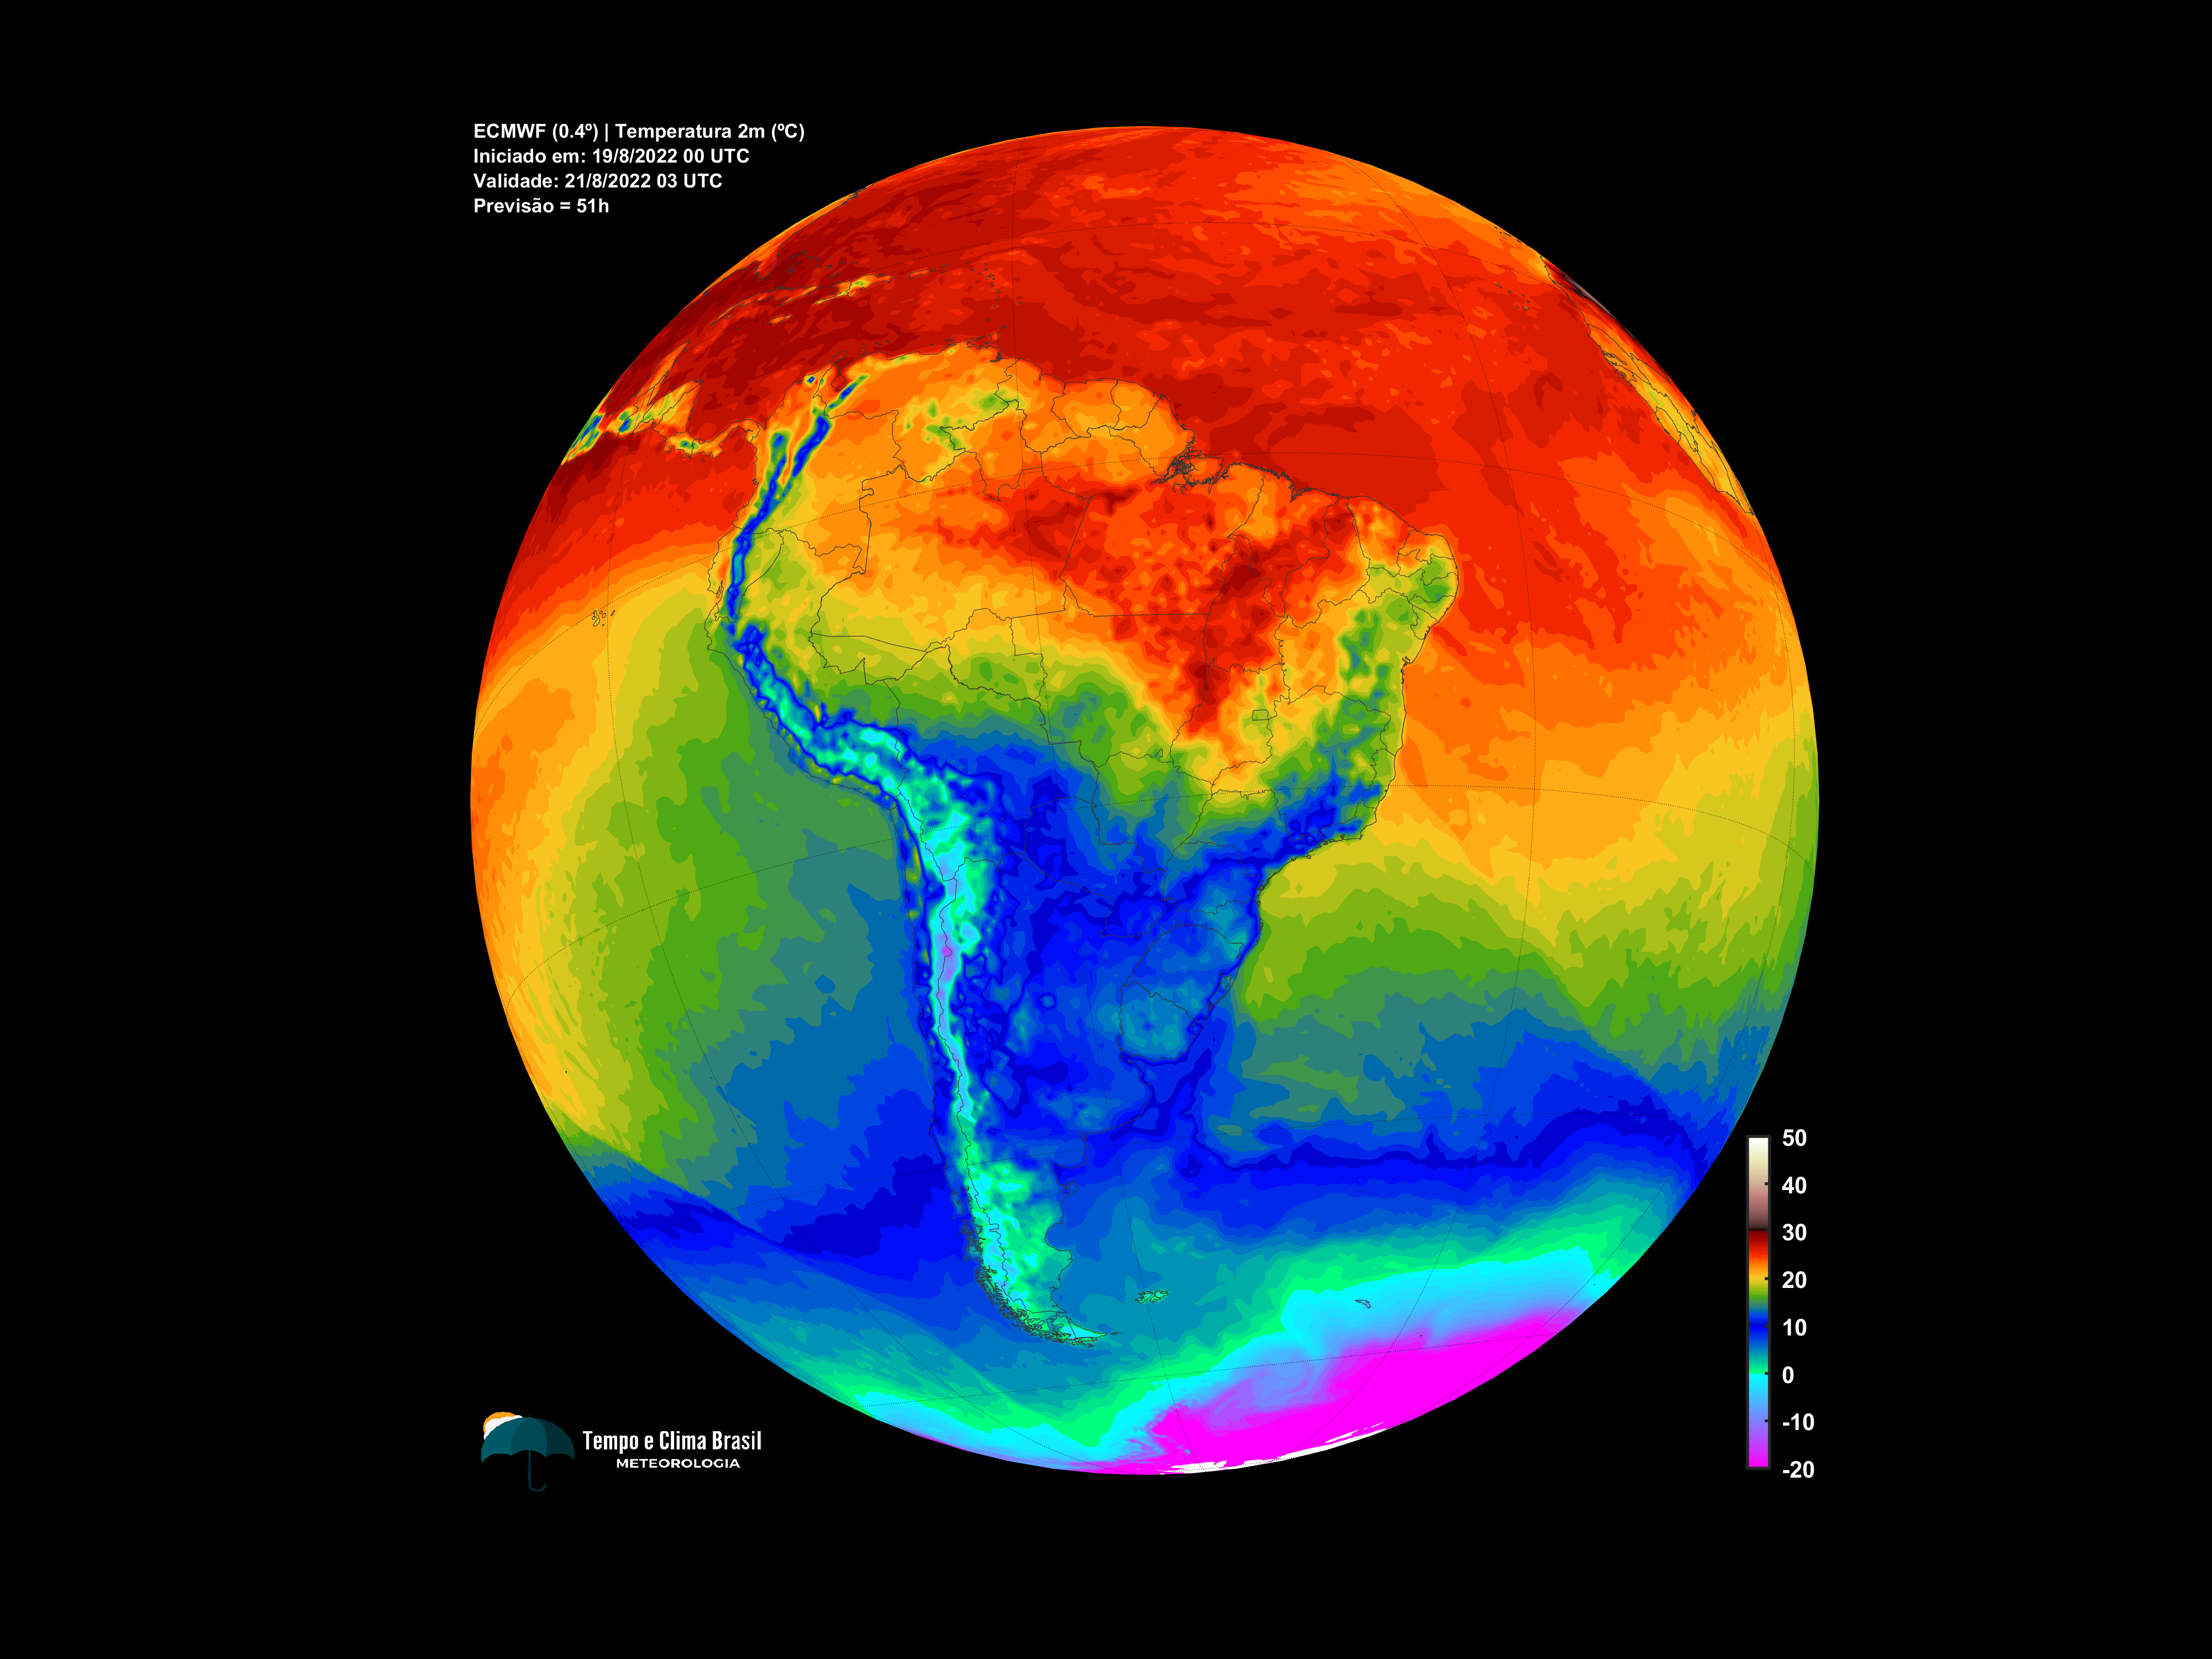 ECMWF (0.4º) | Temperatura 2m (ºC)
Iniciado em: 19/8/2022 00 UTC
Validade: 21/8/2022 03 UTC
Previsão = 51h
50
40
30
20
10
0
-10
-20
Tempo e Clima Brasil
METEOROLOGIA